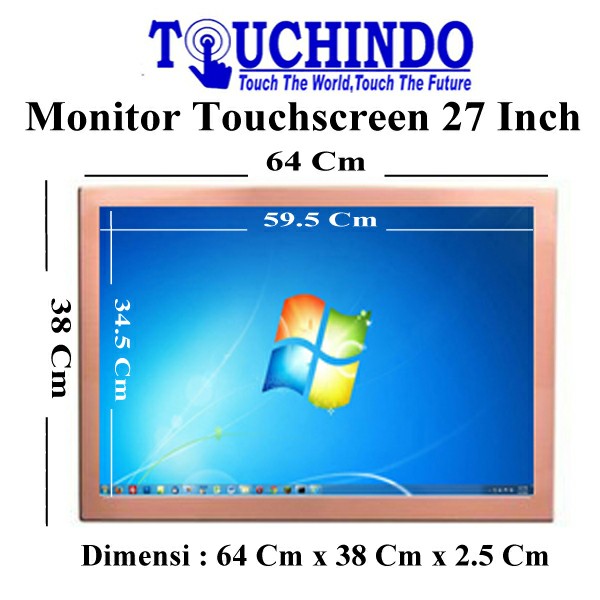 TOUCHINDO
Touch The World,Touch The Future
Monitor Touchscreen 27 Inch
64 Cm
59.5 Cm
38 Cm
34.5 Cm
Dimensi : 64 Cm x 38 Cm x 2.5 Cm